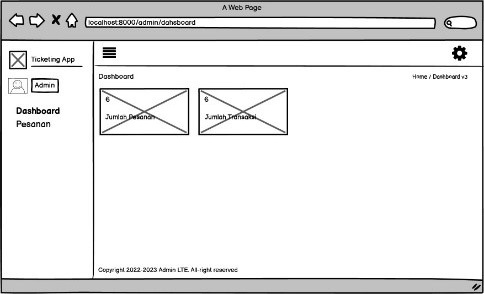 A Web Page
localhost:8000/admin/dahsboard
Ticketing App
Admin
Dashboard
Pesanan
Dashboard
Home / Dashboard v3
6
Jumlah Pesanan
6
Jumlah Transaksi
Copyright 2022-2023 Admin LTE. All right reserved